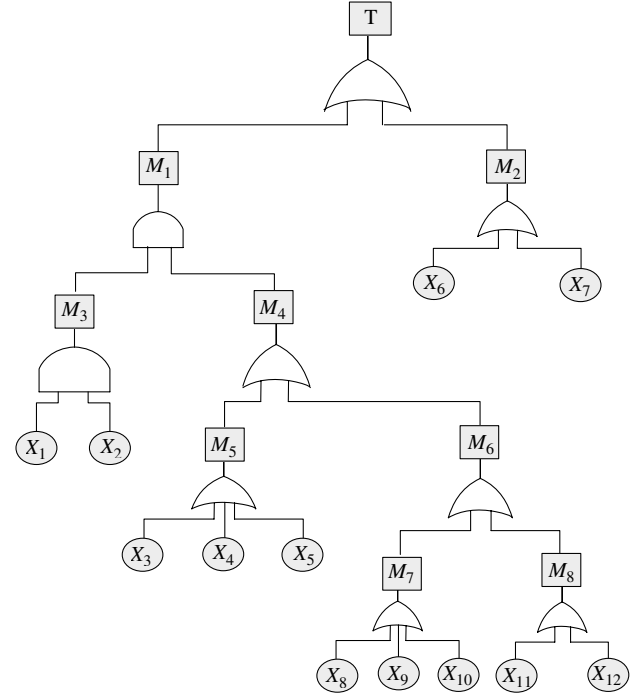 T
M₁
M₂
X₆
X₇
M₃
M₄
X₁
X₂
M₅
M₆
X₃
X₄
X₅
M₇
M₈
X₈
X₉
X₁₀
X₁₁
X₁₂